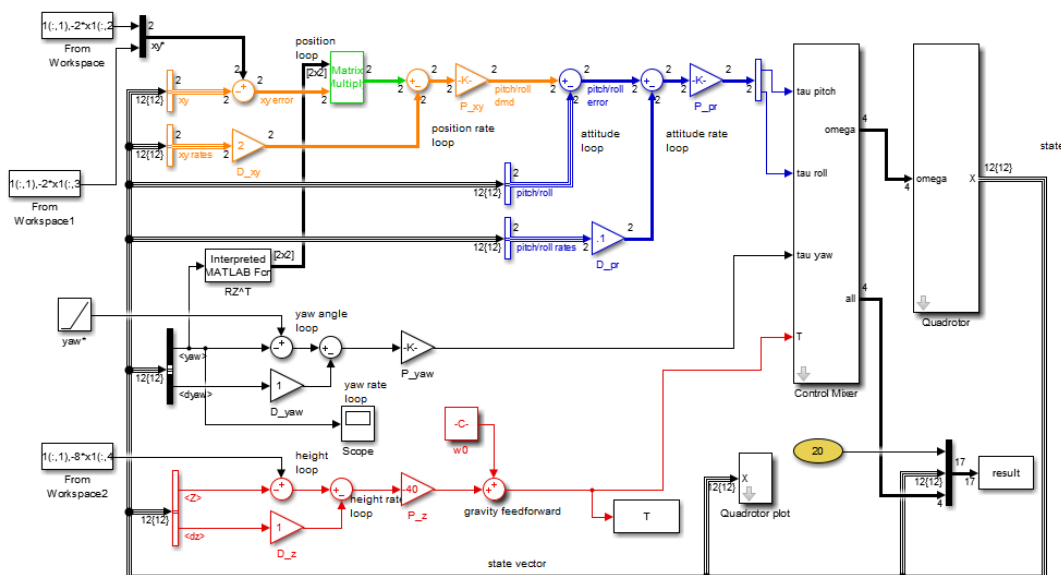 1(:,1),-2*x1(:,2
From
Workspace
2
xy*
position
loop
[2x2]
Matrix
Multiply
2
2
2
xy
12{12}
2
xy error
2
-K-
P_xy
pitch/roll
dmd
pitch/roll
error
-K-
P_pr
tau pitch
omega
4
state
12{12}
2
xy rates
12{12}
2
D_xy
position rate
loop
attitude
loop
attitude rate
loop
tau roll
omega
4
X
12{12}
1(:,1),-2*x1(:,3
From
Workspace1
2
pitch/roll
12{12}
2
pitch/roll rates
12{12}
.1
D_pr
[2x2]
Interpreted
MATLAB Fcn
RZ^T
tau yaw
4
all
Quadrotor
yaw*
yaw angle
loop
<yaw>
12{12}
<dyaw>
-K-
P_yaw
1
D_yaw
yaw rate
loop
Scope
T
Control Mixer
1(:,1),-8*x1(:,4
From
Workspace2
height
loop
<Z>
12{12}
<dz>
1
D_z
height rate
loop
-40
P_z
-C-
w0
gravity feedforward
T
20
X
12{12}
Quadrotor plot
12{12}
4
17
17
result
state vector